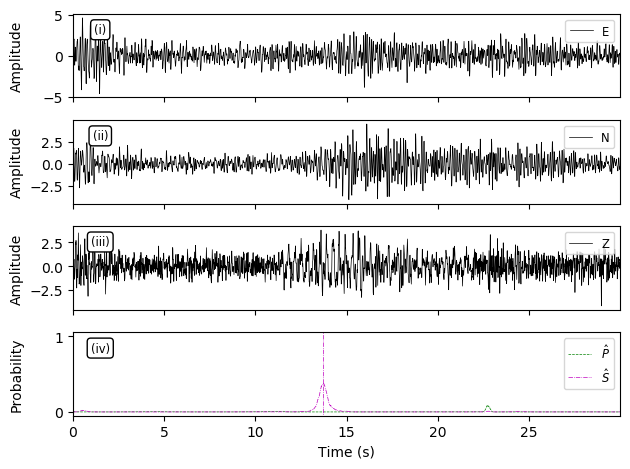 5
0
−5
Amplitude
(i)
E
2.5
0.0
−2.5
Amplitude
(ii)
N
2.5
0.0
−2.5
Amplitude
(iii)
Z
1
0
Probability
(iv)
P̂
Ŝ
0 5 10 15 20 25
Time (s)